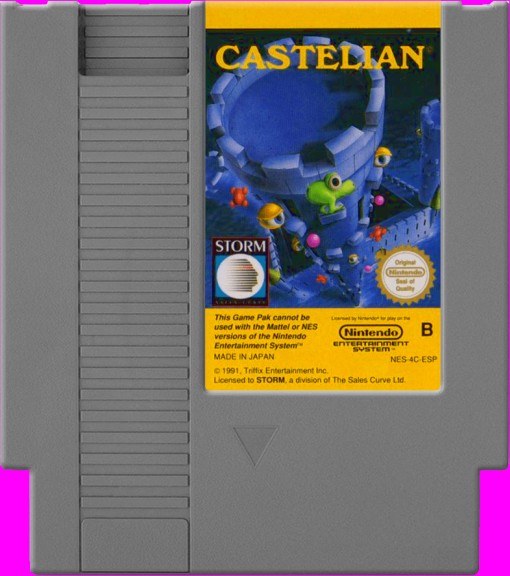 CASTELIAN
STORM
Original
Nintendo
Seal of
Quality
This Game Pak cannot be
used with the Mattel or NES
versions of the Nintendo
Entertainment System™
MADE IN JAPAN
Licensed by Nintendo® for play on the
Nintendo
ENTERTAINMENT
SYSTEM™
B
NES-4C-ESP
© 1991, Triffix Entertainment Inc.
Licensed to STORM, a division of The Sales Curve Ltd.